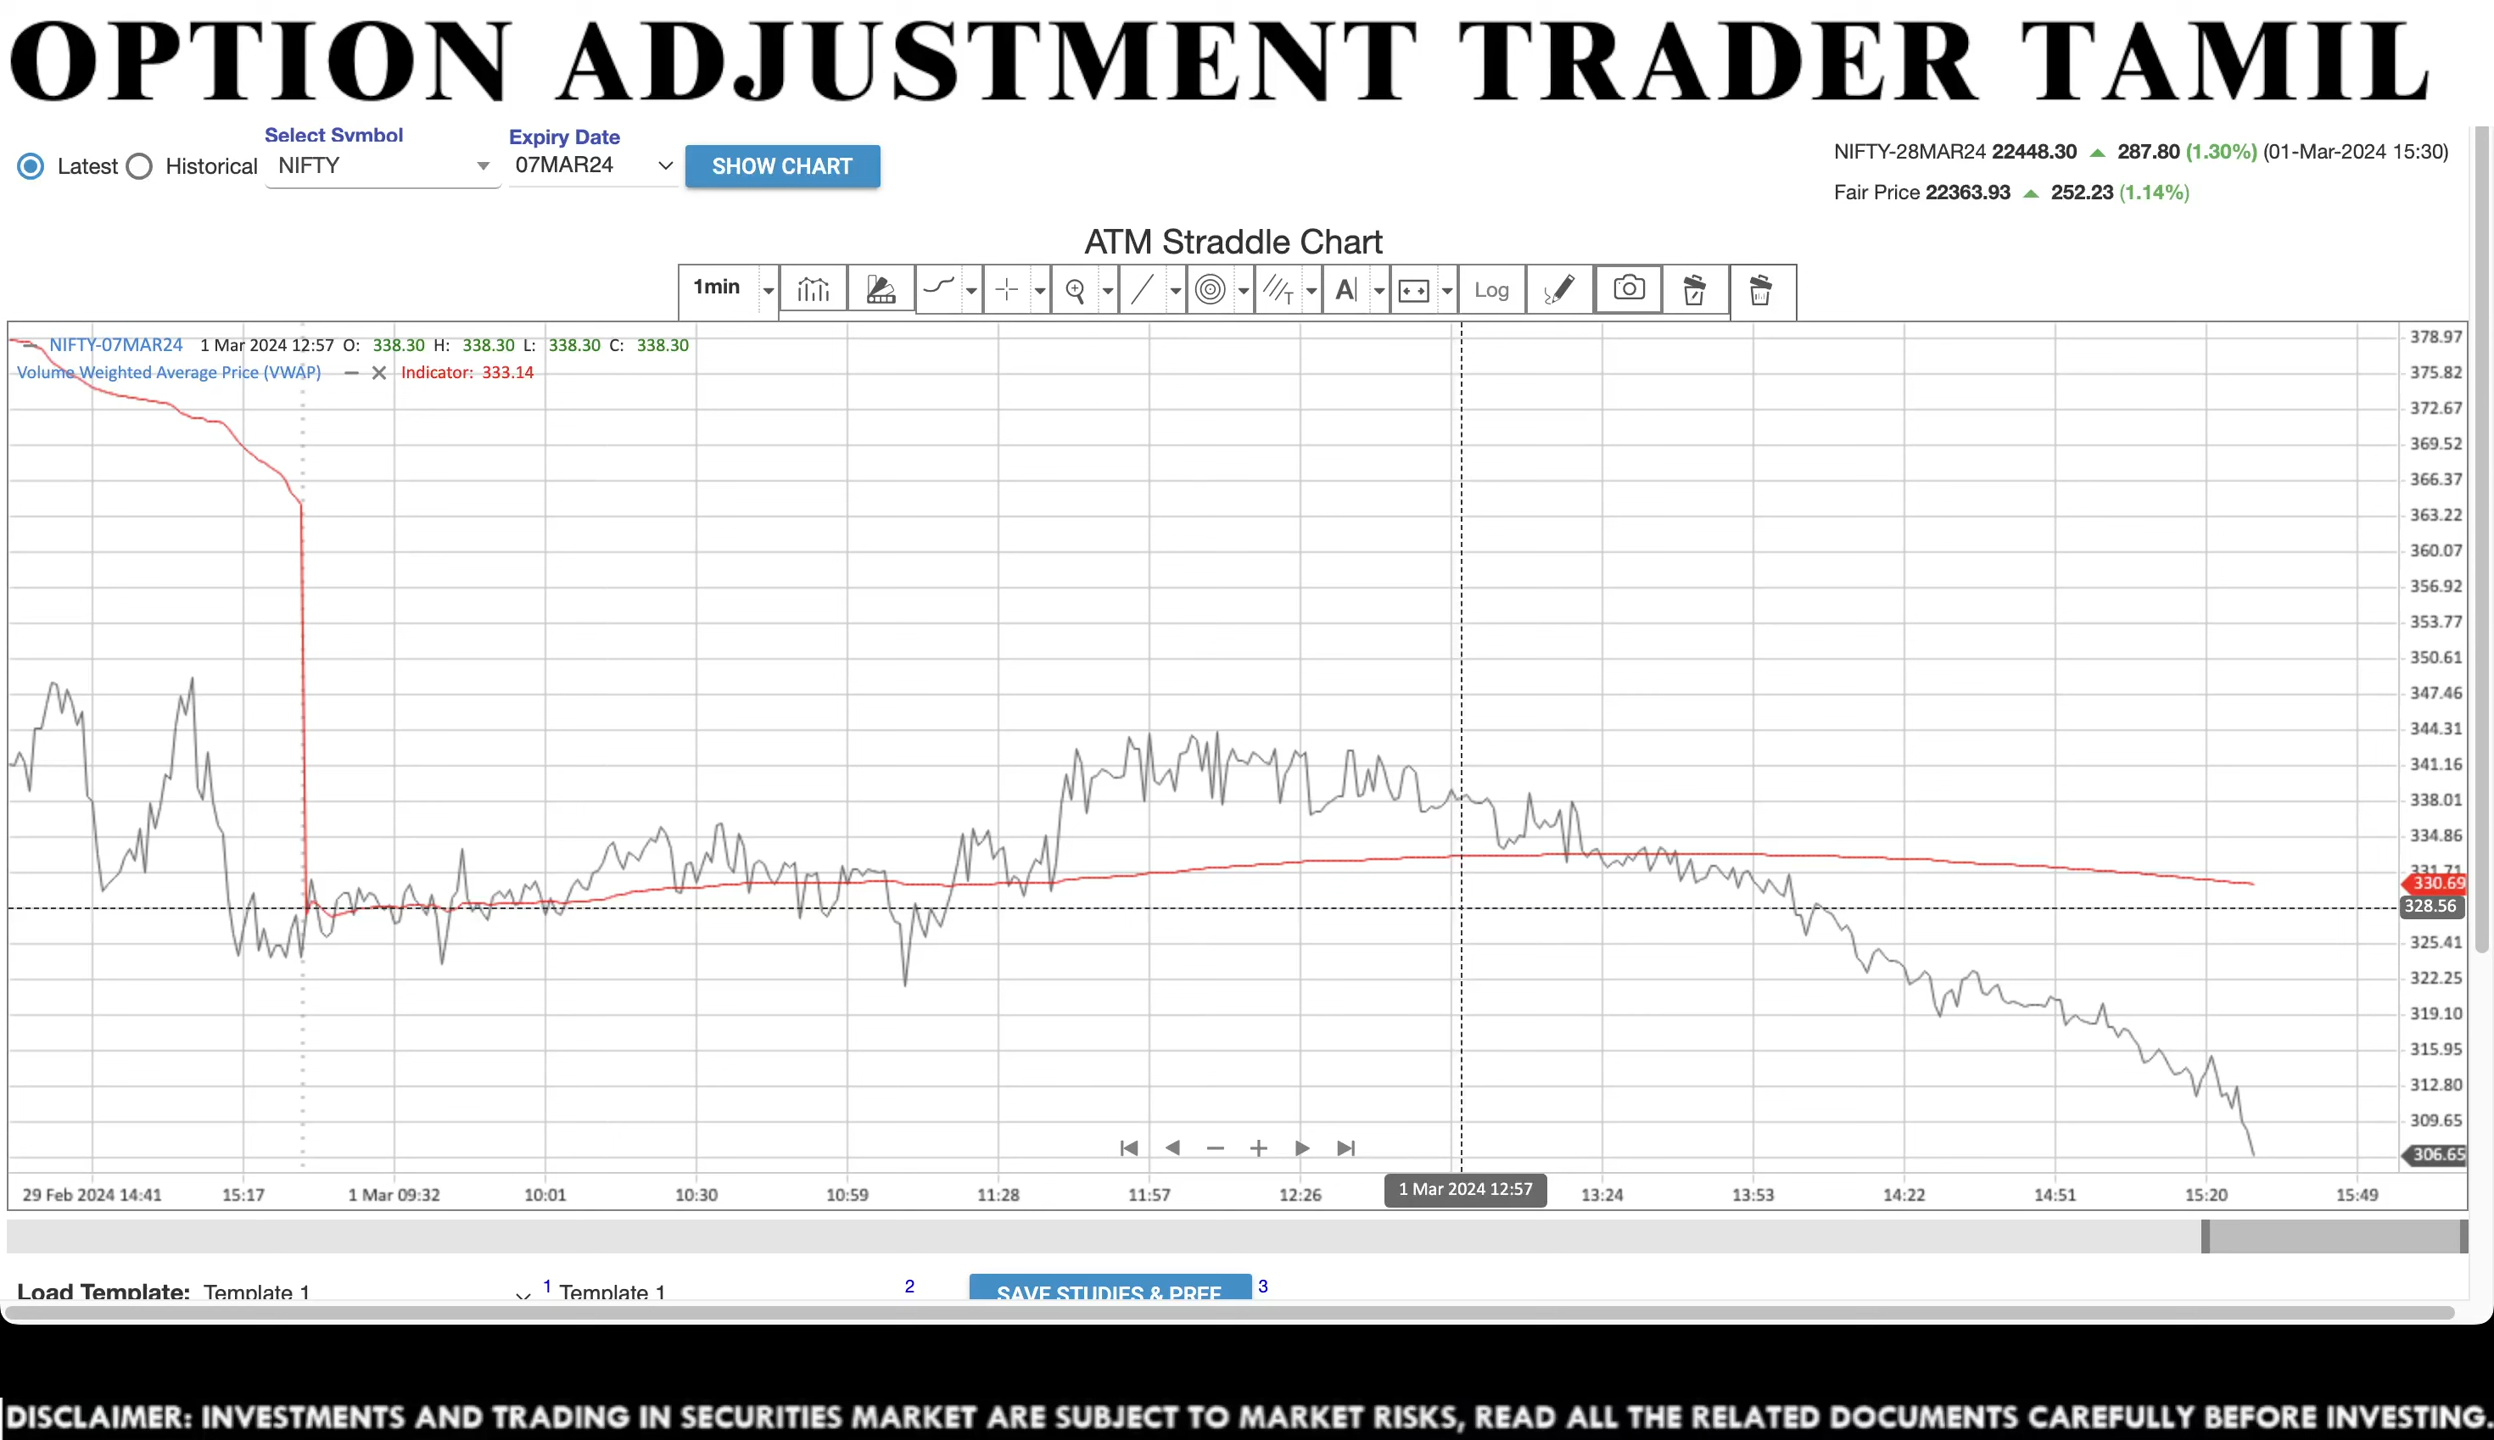 OPTION ADJUSTMENT TRADER TAMIL
Select Symbol
Expiry Date
Latest
Historical
NIFTY
07MAR24
SHOW CHART
NIFTY-28MAR24 22448.30 ▲ 287.80 (1.30%) (01-Mar-2024 15:30)
Fair Price 22363.93 ▲ 252.23 (1.14%)
ATM Straddle Chart
1min
T
A
Log
NIFTY-07MAR24 1 Mar 2024 12:57 O: 338.30 H: 338.30 L: 338.30 C: 338.30
Volume Weighted Average Price (VWAP) Indicator: 333.14
378.97
375.82
372.67
369.52
366.37
363.22
360.07
356.92
353.77
350.61
347.46
344.31
341.16
338.01
334.86
331.71
330.69
328.56
325.41
322.25
319.10
315.95
312.80
309.65
306.65
29 Feb 2024 14:41 15:17 1 Mar 09:32 10:01 10:30 10:59 11:28 11:57 12:26 1 Mar 2024 12:57 13:24 13:53 14:22 14:51 15:20 15:49
Load Template: Template 1 1 Template 1 2 SAVE STUDIES & PREF 3
DISCLAIMER: INVESTMENTS AND TRADING IN SECURITIES MARKET ARE SUBJECT TO MARKET RISKS, READ ALL THE RELATED DOCUMENTS CAREFULLY BEFORE INVESTING.